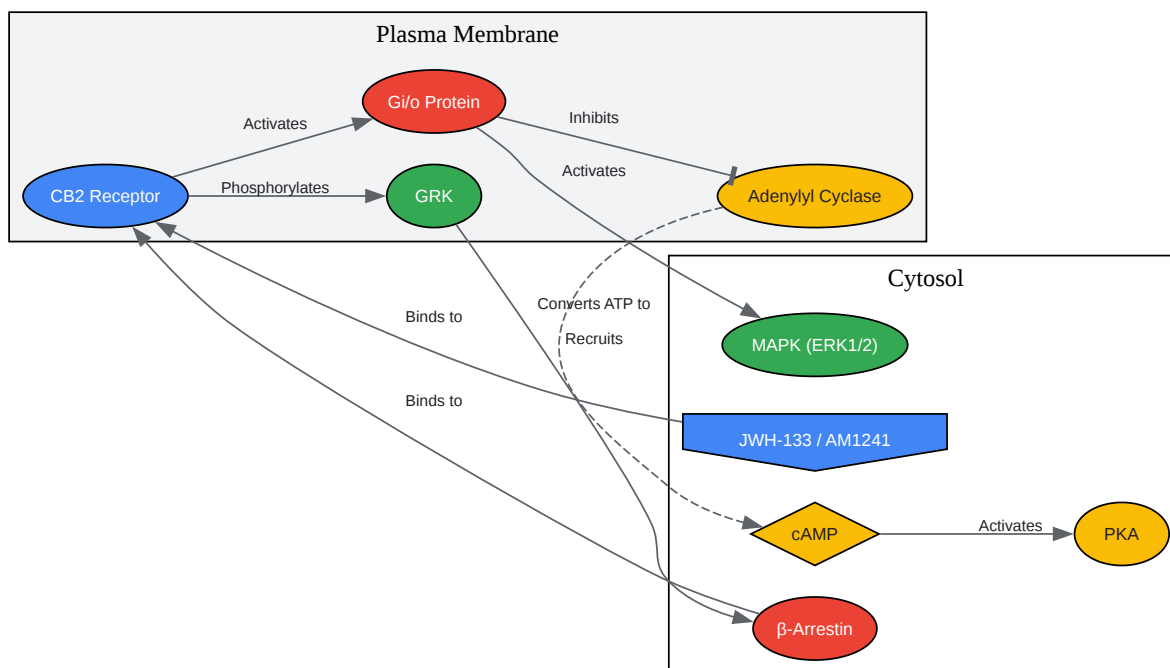 Plasma Membrane
Gi/o Protein
Activates
Inhibits
Activates
CB2 Receptor
Phosphorylates
GRK
Adenylyl Cyclase
Cytosol
Converts ATP to
Binds to
Recruits
MAPK (ERK1/2)
Binds to
JWH-133 / AM1241
cAMP
Activates
PKA
β-Arrestin